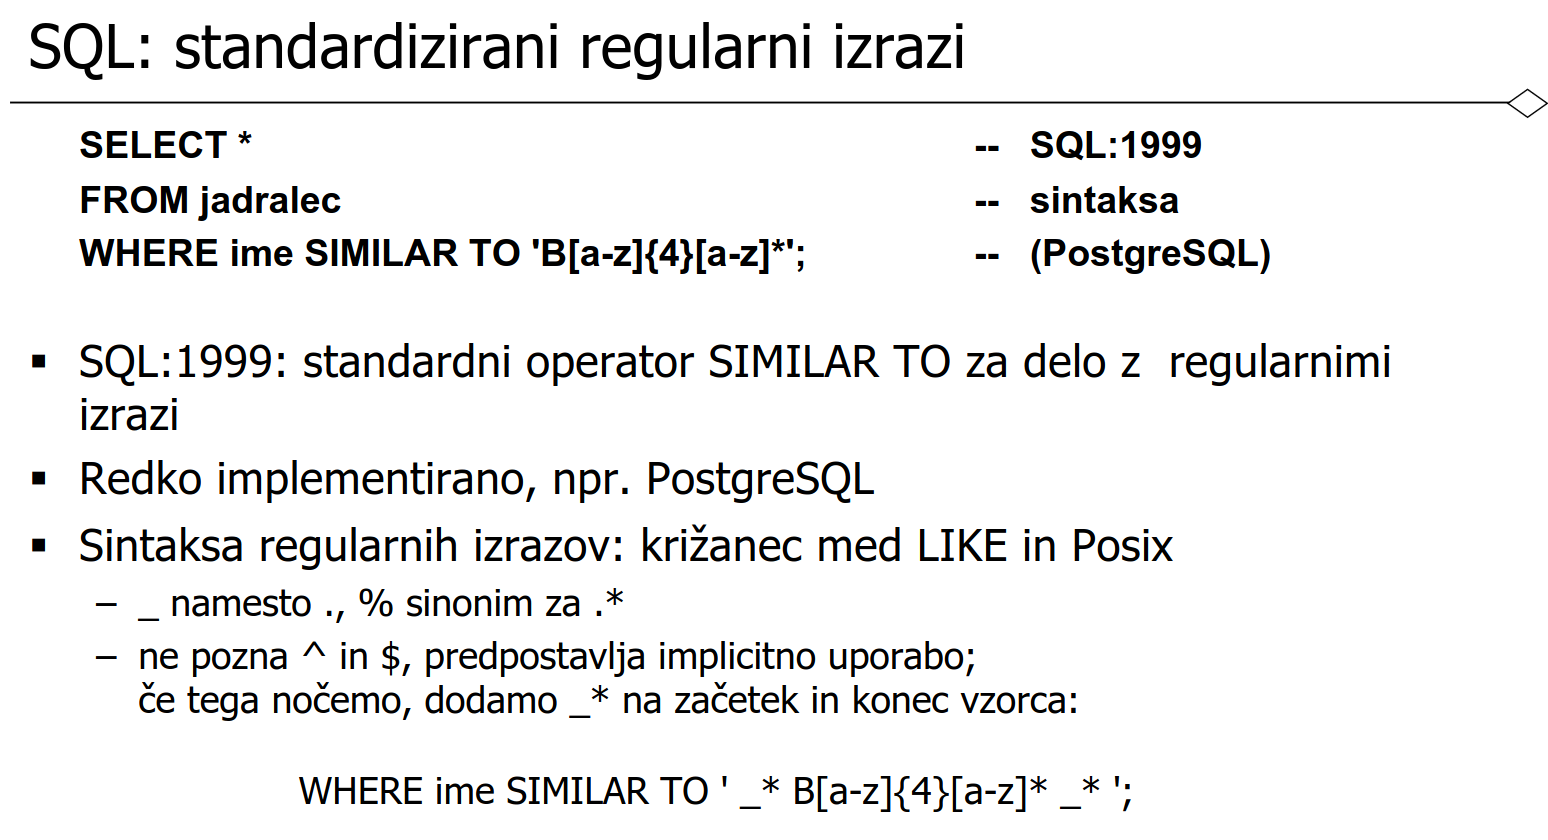 SQL: standardizirani regularni izrazi
SELECT * -- SQL:1999
FROM jadralec -- sintaksa
WHERE ime SIMILAR TO 'B[a-z]{4}[a-z]*'; -- (PostgreSQL)
▪ SQL:1999: standardni operator SIMILAR TO za delo z regularnimi
izrazi
▪ Redko implementirano, npr. PostgreSQL
▪ Sintaksa regularnih izrazov: križanec med LIKE in Posix
– _ namesto ., % sinonim za .*
– ne pozna ^ in $, predpostavlja implicitno uporabo;
če tega nočemo, dodamo _* na začetek in konec vzorca:
WHERE ime SIMILAR TO ' _* B[a-z]{4}[a-z]* _* ';